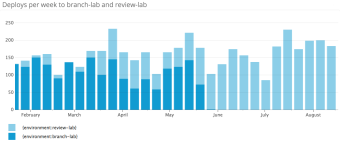 Deploys per week to branch-lab and review-lab
250
200
150
100
50
0
February March April May June July August
(environment:review-lab)
(environment:branch-lab)